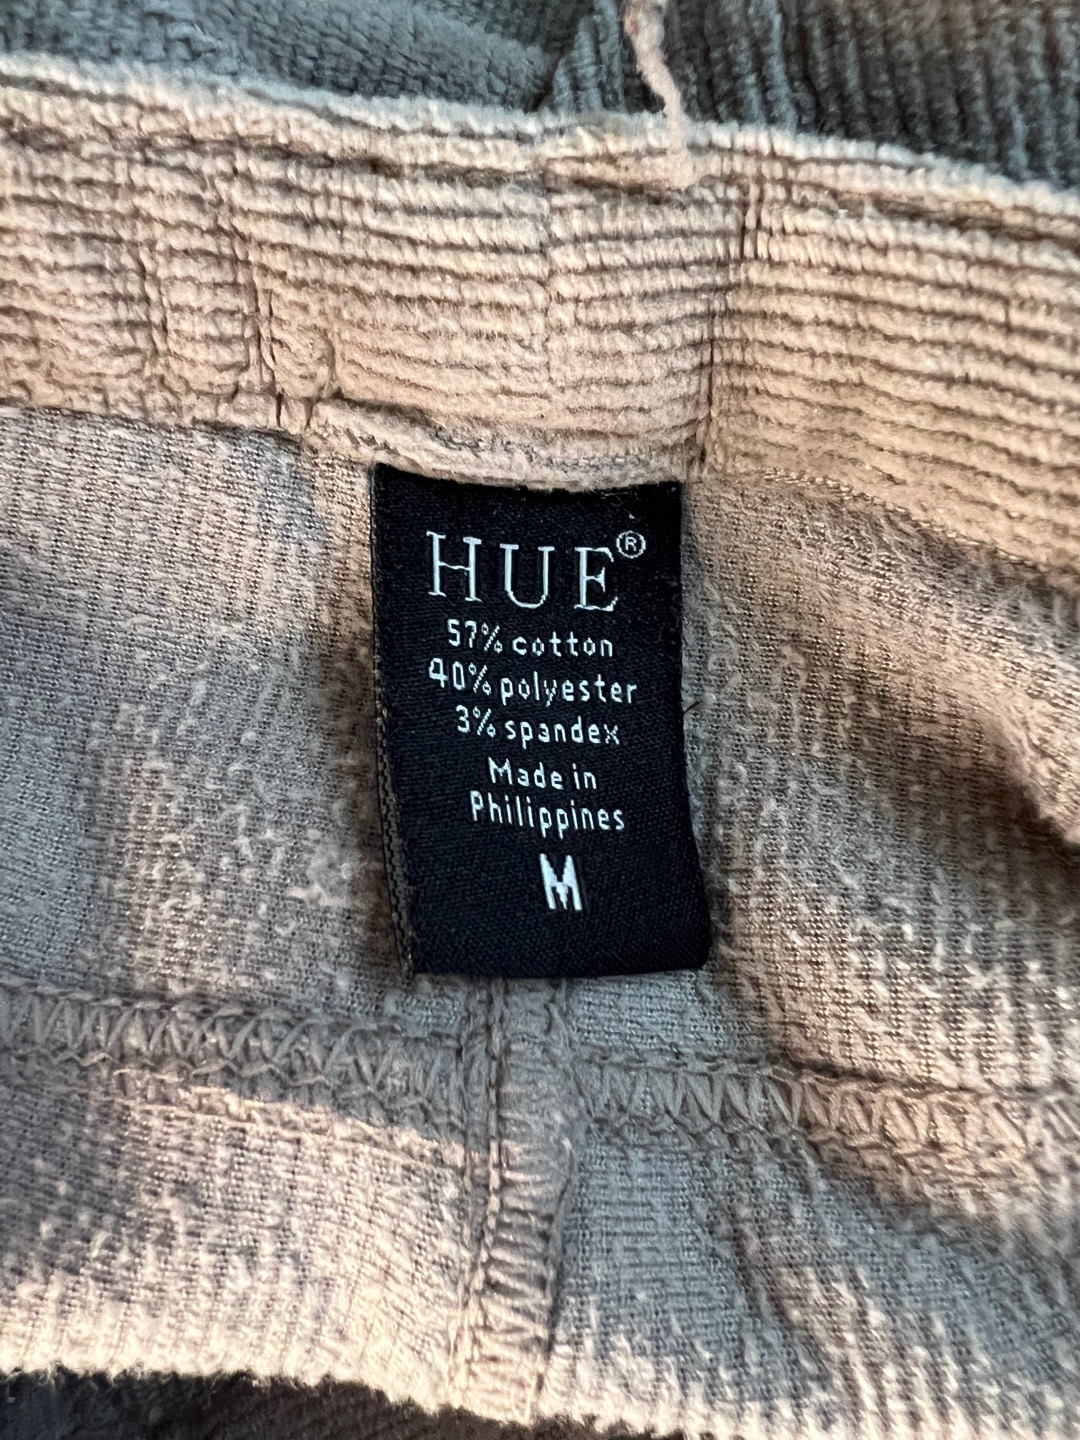 HUE®
57% cotton
40% polyester
3% spandex
Made in
Philippines
M